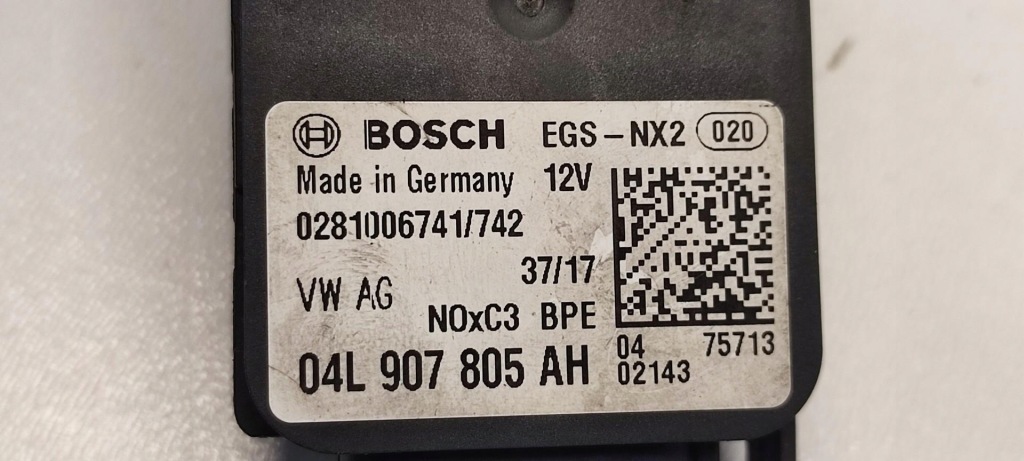 BOSCH EGS-NX2 020
Made in Germany 12V
0281006741/742
37/17
VW AG
NOxC3 BPE
04L 907 805 AH
04 75713
02143